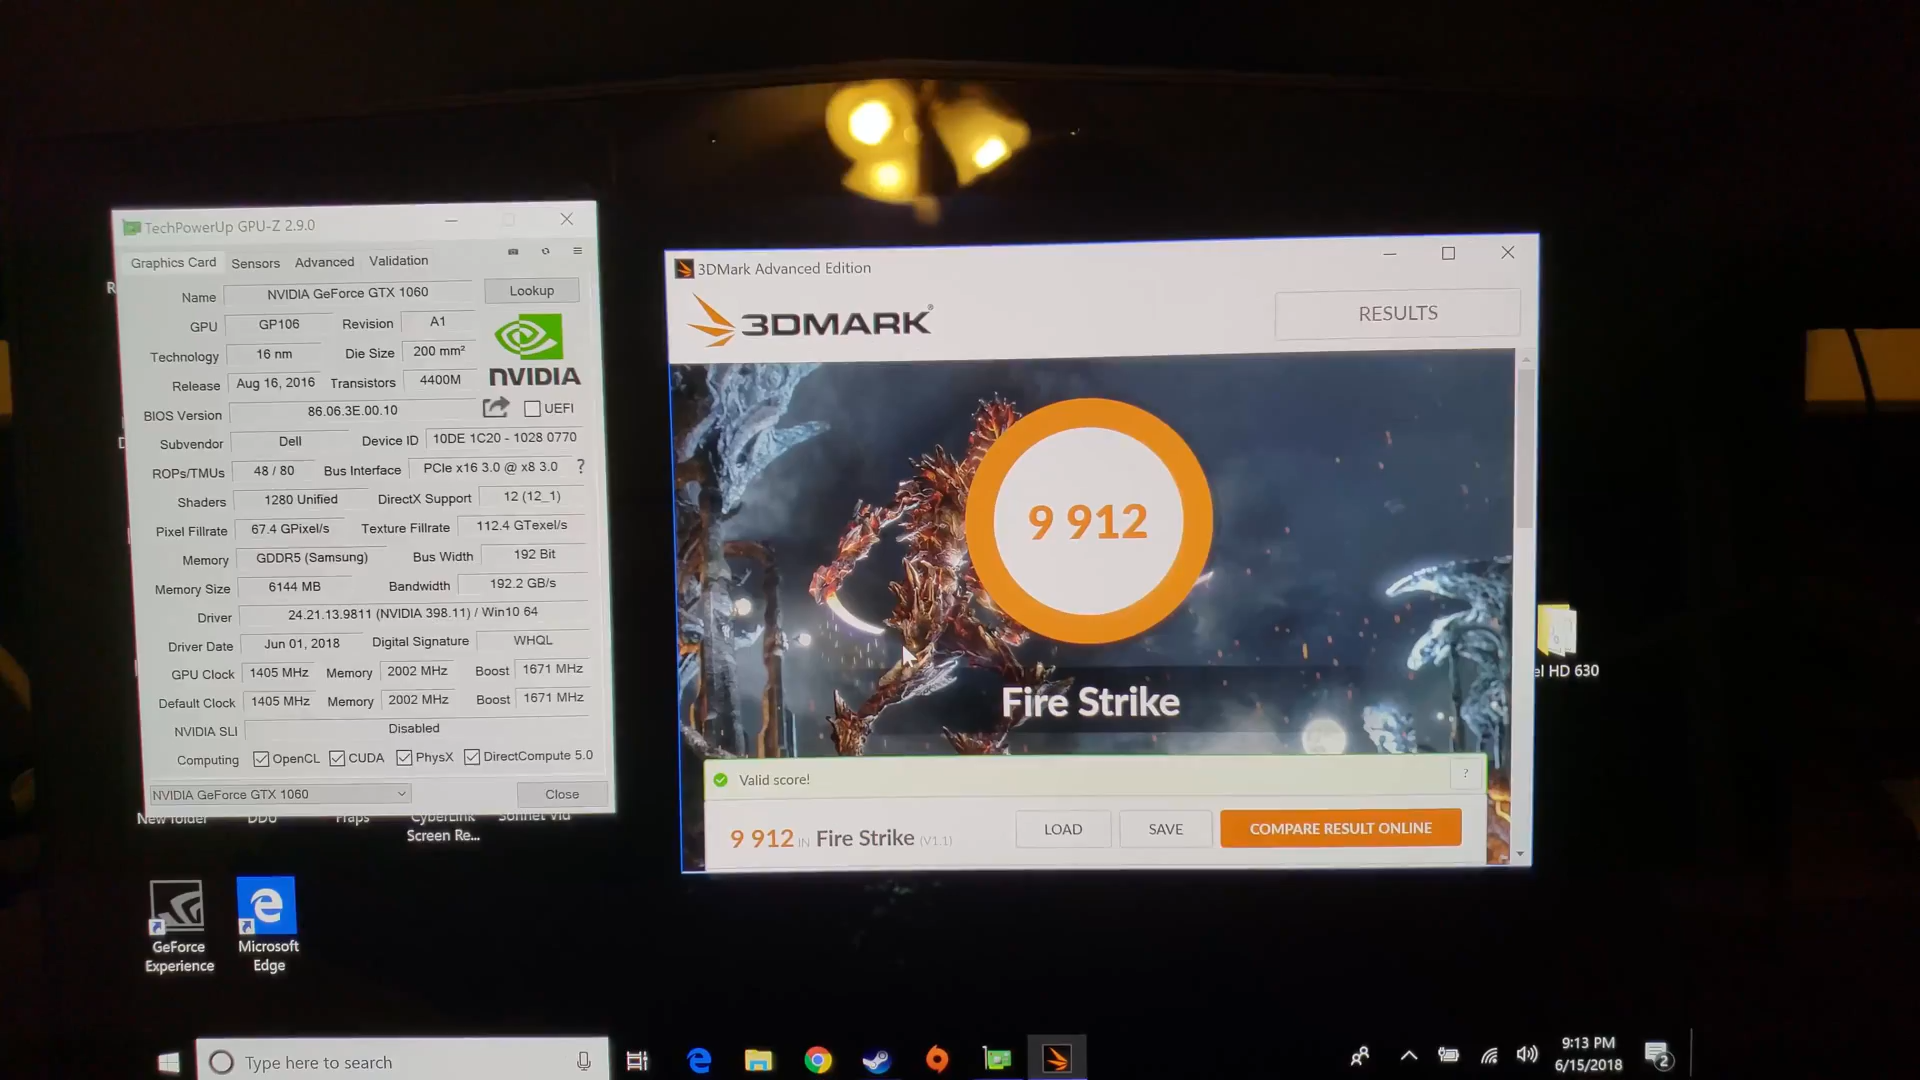 TechPowerUp GPU-Z 2.9.0
Graphics Card Sensors Advanced Validation
Name NVIDIA GeForce GTX 1060 Lookup
GPU GP106 Revision A1
Technology 16 nm Die Size 200 mm²
Release Aug 16, 2016 Transistors 4400M
NVIDIA
BIOS Version 86.06.3E.00.10 UEFI
Subvendor Dell Device ID 10DE 1C20 - 1028 0770
ROPs/TMUs 48 / 80 Bus Interface PCIe x16 3.0 @ x8 3.0 ?
Shaders 1280 Unified DirectX Support 12 (12_1)
Pixel Fillrate 67.4 GPixel/s Texture Fillrate 112.4 GTexel/s
Memory GDDR5 (Samsung) Bus Width 192 Bit
Memory Size 6144 MB Bandwidth 192.2 GB/s
Driver 24.21.13.9811 (NVIDIA 398.11) / Win10 64
Driver Date Jun 01, 2018 Digital Signature WHQL
GPU Clock 1405 MHz Memory 2002 MHz Boost 1671 MHz
Default Clock 1405 MHz Memory 2002 MHz Boost 1671 MHz
NVIDIA SLI Disabled
Computing OpenCL CUDA PhysX DirectCompute 5.0
NVIDIA GeForce GTX 1060 Close
New folder DDU Fraps CyberLink
Screen Re...
3DMark Advanced Edition
3DMARK® RESULTS
9 912
Fire Strike
Valid score! ?
9 912 IN Fire Strike (V1.1) LOAD SAVE COMPARE RESULT ONLINE
el HD 630
GeForce
Experience
Microsoft
Edge
Type here to search
9:13 PM
6/15/2018
2